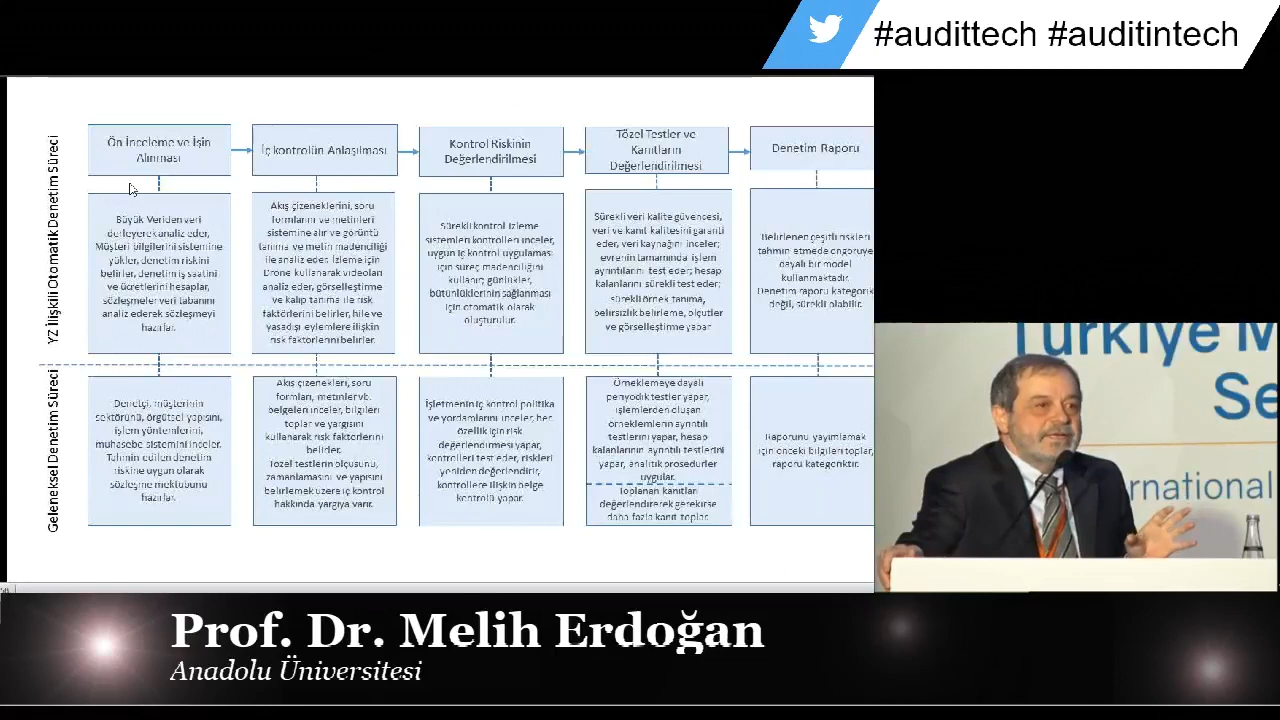 #audittech #auditintech
YZ İlişkili Otomatik Denetim Süreci
Ön İnceleme ve İşin
Alınması
İç kontrolün Anlaşılması
Kontrol Riskinin
Değerlendirilmesi
Tözel Testler ve
Kanıtların
Değerlendirilmesi
Denetim Raporu
Büyük Veriden veri
derleyerek analiz eder,
Müşteri bilgilerini sistemine
yükler, denetim riskini
belirler, denetim iş saatini
ve ücretlerini hesaplar,
sözleşmeler veri tabanını
analiz ederek sözleşmeyi
hazırlar.
Akış çizeneklerini, soru
formlarını ve metinleri
sistemine alır ve görüntü
tanıma ve metin madenciliği
ile analiz eder. İzleme için
Drone kullanarak videoları
analiz eder, görselleştirme
ve kalıp tanıma ile risk
faktörlerini belirler, hile ve
yasadışı eylemlere ilişkin
risk faktörlerini belirler.
Sürekli kontrol izleme
sistemleri kontrolleri inceler,
uygun iç kontrol uygulaması
için süreç madenciliğini
kullanır; günlükler,
bütünlüklerinin sağlanması
için otomatik olarak
oluşturulur.
Sürekli veri kalite güvencesi,
veri ve kanıt kalitesini garanti
eder, veri kaynağını inceler;
evrenin tamamında işlem
ayrıntılarını test eder; hesap
kalanlarını sürekli test eder;
sürekli örnek tanıma,
belirsizlik belirleme, ölçütler
ve görselleştirme yapar
Belirlenen çeşitli riskleri
tahmin etmede öngörüye
dayalı bir model
kullanmaktadır.
Denetim raporu kategorik
değil, sürekli olabilir.
Geleneksel Denetim Süreci
Denetçi, müşterinin
sektörünü, örgütsel yapısını,
işlem yöntemlerini,
muhasebe sistemini inceler.
Tahmin edilen denetim
riskine uygun olarak
sözleşme mektubunu
hazırlar.
Akış çizenekleri, soru
formları, metinler vb.
belgeleri inceler, bilgileri
toplar ve yargısını
kullanarak risk faktörlerini
belirler.
Tözel testlerin ölçüsünu,
zamanlamasını ve yapısını
belirlemek üzere iç kontrol
hakkında yargıya varır.
İşletmenin iç kontrol politika
ve yordamlarını inceler, her
özellik için risk
değerlendirmesi yapar,
kontrolleri test eder, riskleri
yeniden değerlendirir,
kontrollere ilişkin belge
kontrolü yapar.
Örneklemeye dayalı
periyodik testler yapar,
işlemlerden oluşan
örneklemlerin ayrıntılı
testlerini yapar, hesap
kalanlarının ayrıntılı testlerini
yapar, analitik prosedürler
uygular.
Toplanan kanıtları
değerlendirerek gerekirse
daha fazla kanıt toplar.
Raporunu yayımlamak
için önceki bilgileri toplar,
raporu kategoriktir.
Türkiye M
Se
rnational
Prof. Dr. Melih Erdoğan
Anadolu Üniversitesi